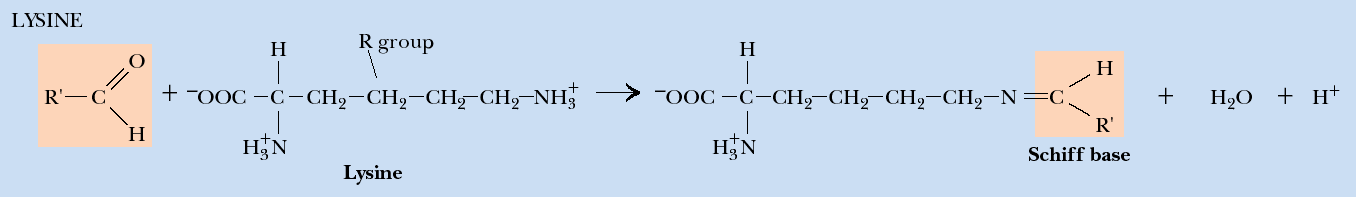 LYSINE
R group
H
O
R'—C
H
+ ⁻OOC—C—CH₂—CH₂—CH₂—CH₂—NH₃⁺
H₃⁺N
Lysine
H
⁻OOC—C—CH₂—CH₂—CH₂—CH₂—N=C
H
R'
H₃⁺N
Schiff base
+ H₂O + H⁺